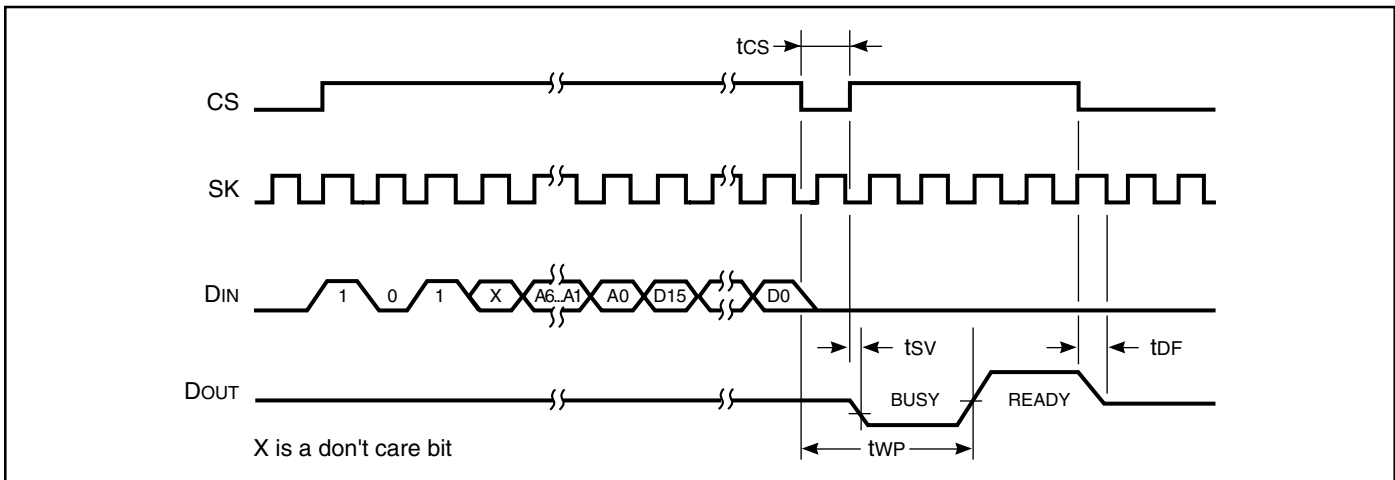 tCS
CS
SK
DIN
1 0 1 X A6...A1 A0 D15 D0
tSV
tDF
DOUT
BUSY READY
X is a don't care bit
tWP